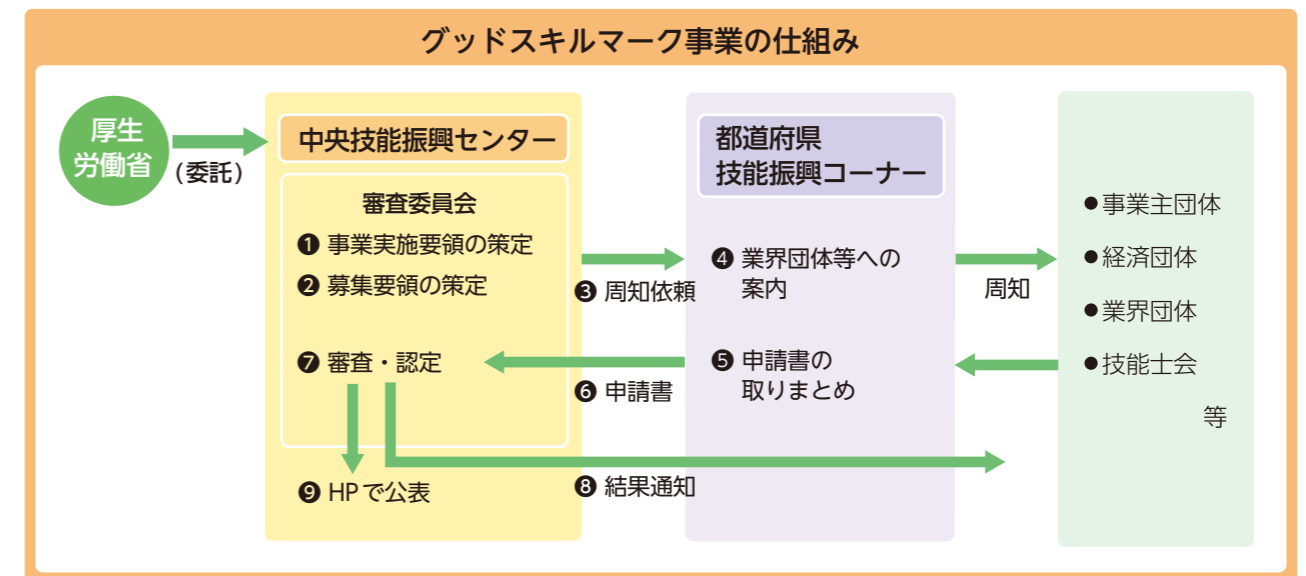 グッドスキルマーク事業の仕組み
厚生
労働省
(委託)
中央技能振興センター
審査委員会
❶ 事業実施要領の策定
❷ 募集要領の策定
❸ 周知依頼
都道府県
技能振興コーナー
❹ 業界団体等への
案内
周知
●事業主団体
●経済団体
●業界団体
●技能士会
等
❺ 申請書の
取りまとめ
❻ 申請書
❼ 審査・認定
❽ 結果通知
❾ HPで公表